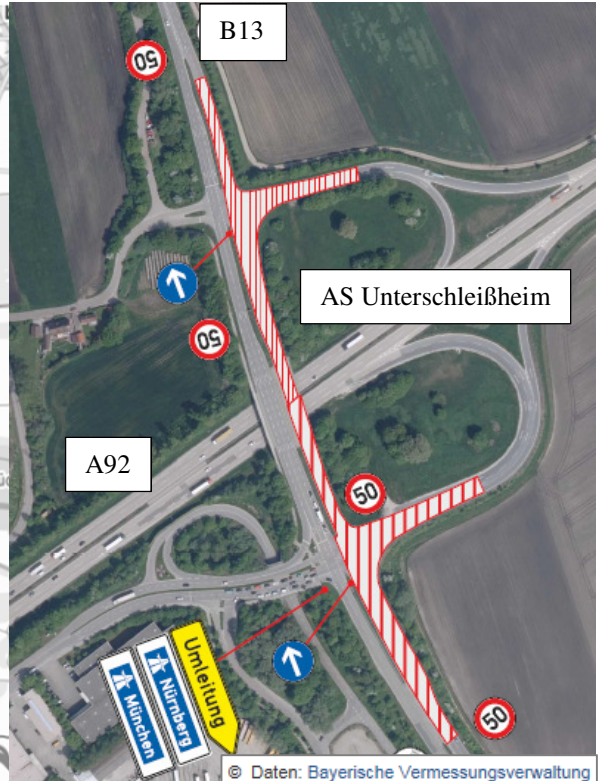 B13
50
AS Unterschleißheim
50
A92
50
Umleitung
Nürnberg
München
50
© Daten: Bayerische Vermessungsverwaltung